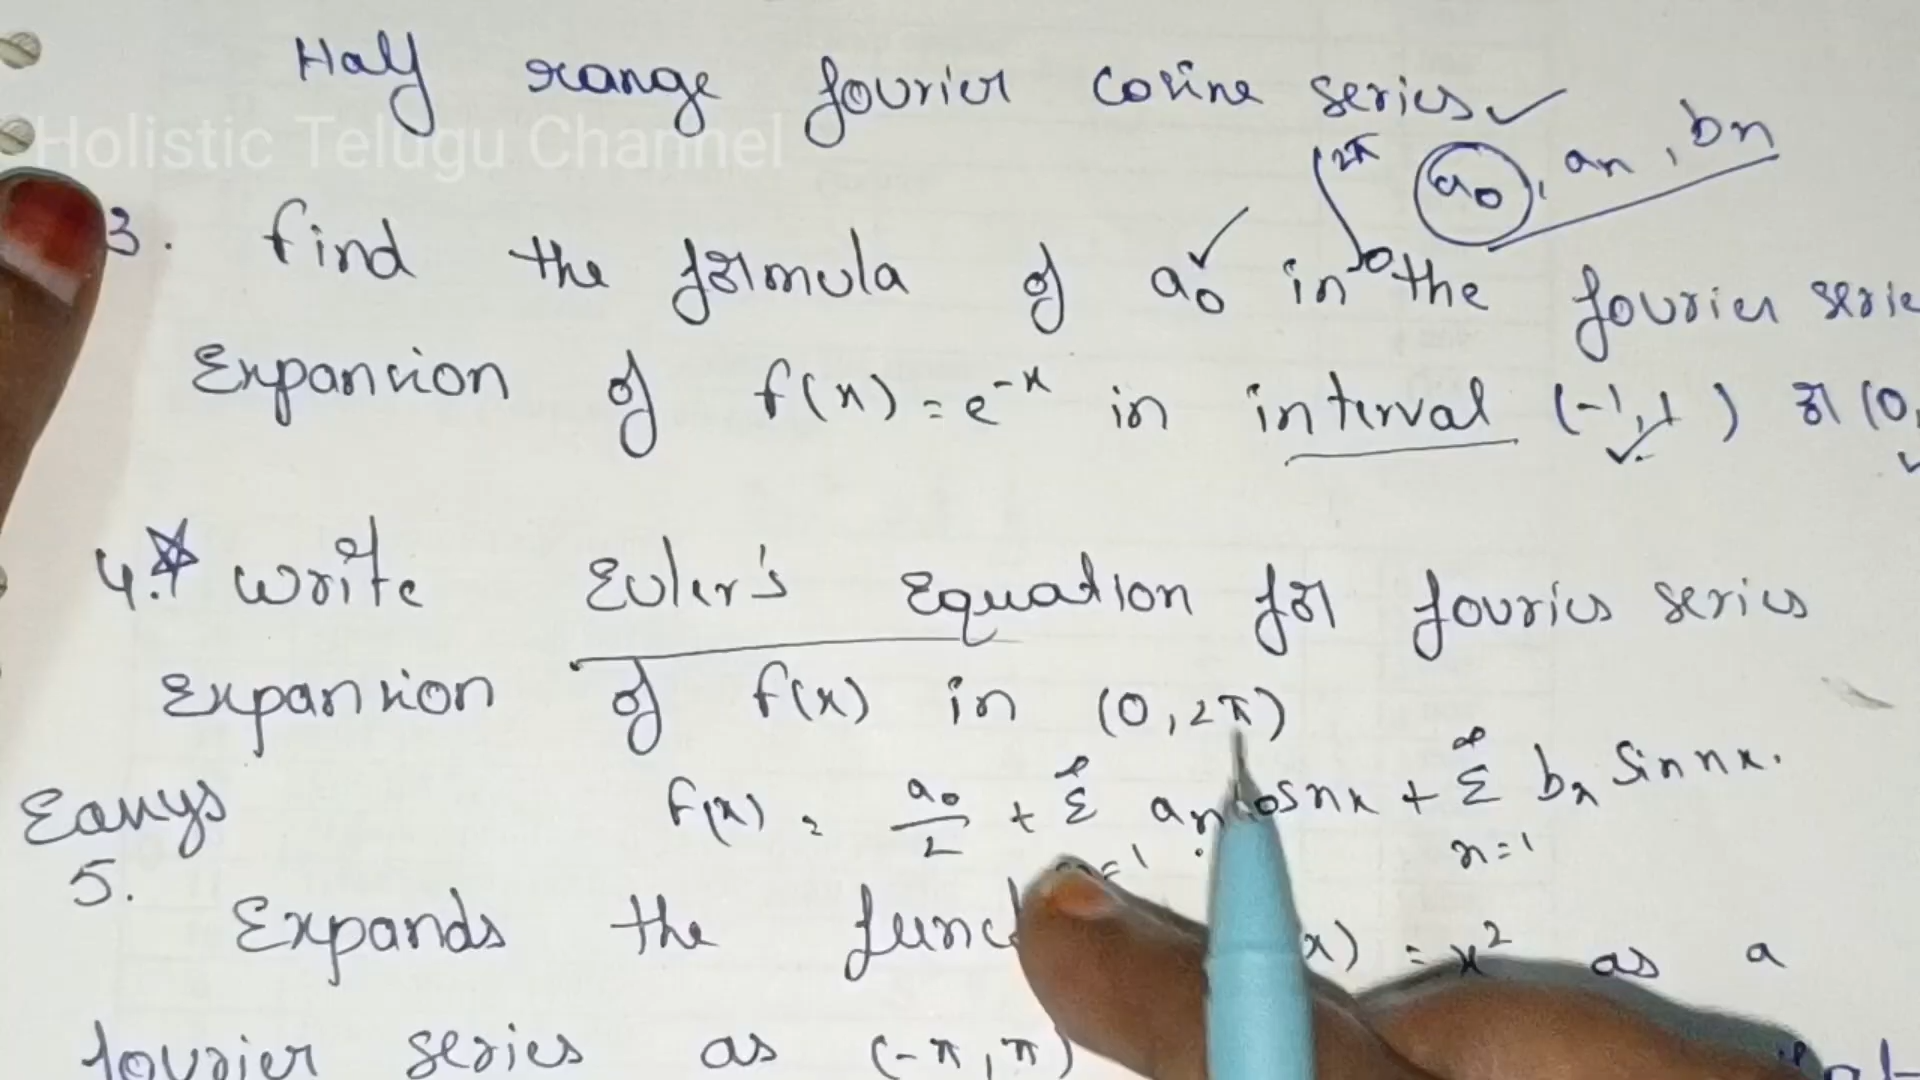 Half range fourier cosine series ✓
Holistic Telugu Channel
∫₀^2π a₀, an, bn
3. find the formula of a₀ in the fourier serie
Expansion of f(x) = e^-x in interval (-1, 1) or (0,
4. Write Euler's Equation for fourier series
Expansion of f(x) in (0, 2π)
f(x) = a₀/2 + ∞ Σ n=1 an cosnx + ∞ Σ n=1 bn Sin nx.
5. Expands the func x) = x² as a
fourier series as (-π, π)